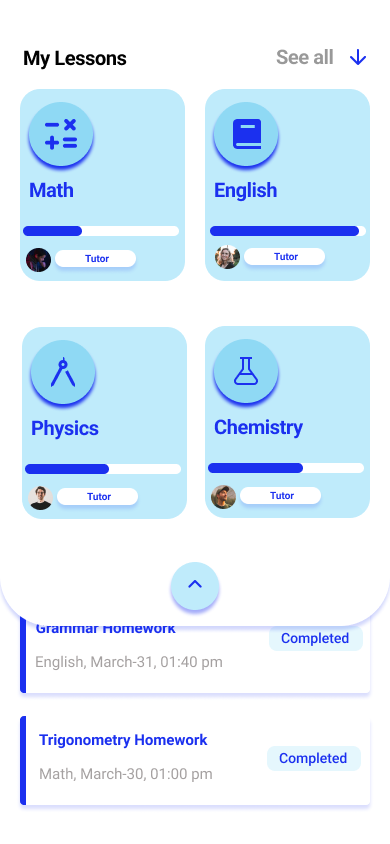 My Lessons
See all
Math
English
Tutor
Tutor
Physics
Chemistry
Tutor
Tutor
Grammar Homework
Completed
English, March-31, 01:40 pm
Trigonometry Homework
Completed
Math, March-30, 01:00 pm